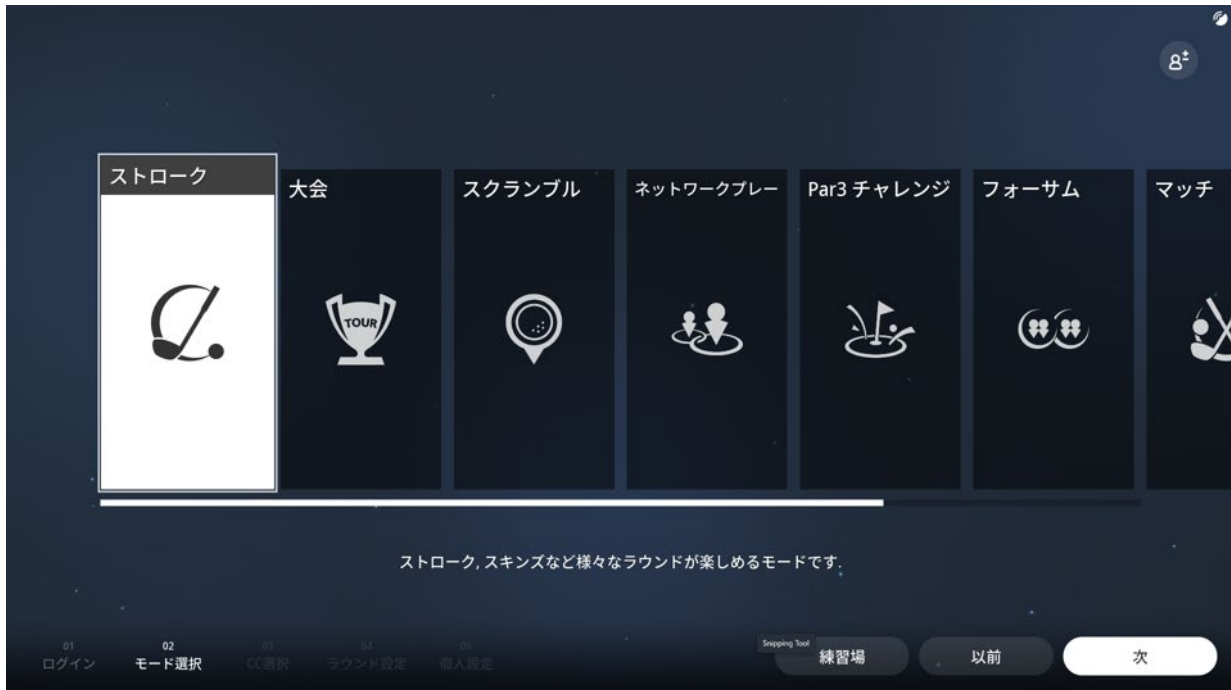 ストローク
大会
スクランブル
ネットワークプレー
Par3 チャレンジ
フォーサム
マッチ
TOUR
ストローク, スキンズなど様々なラウンドが楽しめるモードです.
01
ログイン
02
モード選択
03
CC選択
04
ラウンド設定
05
個人設定
Snipping Tool
練習場
以前
次